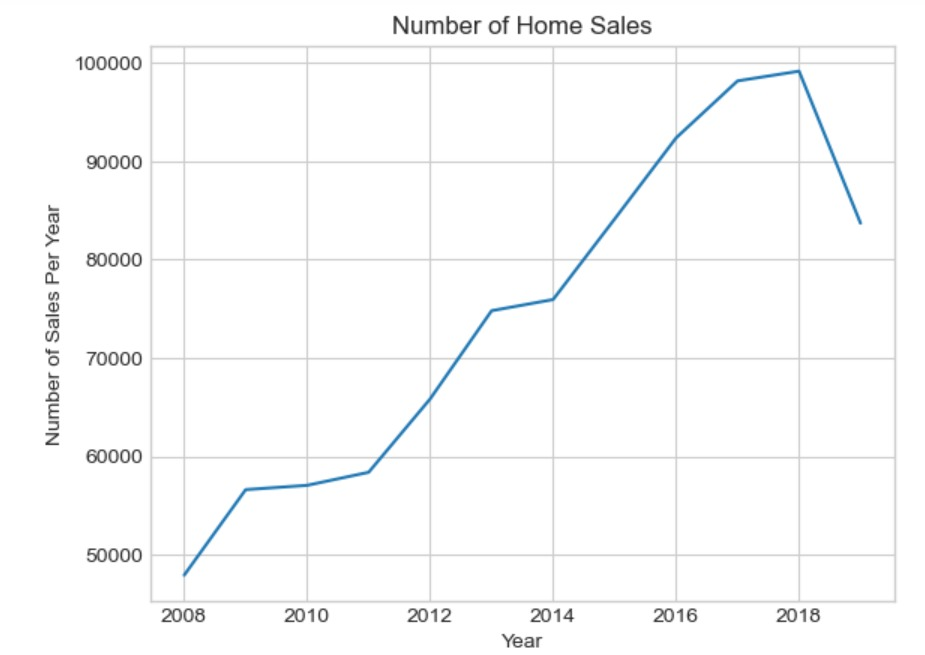 Number of Home Sales
100000
90000
80000
70000
60000
50000
Number of Sales Per Year
2008 2010 2012 2014 2016 2018
Year